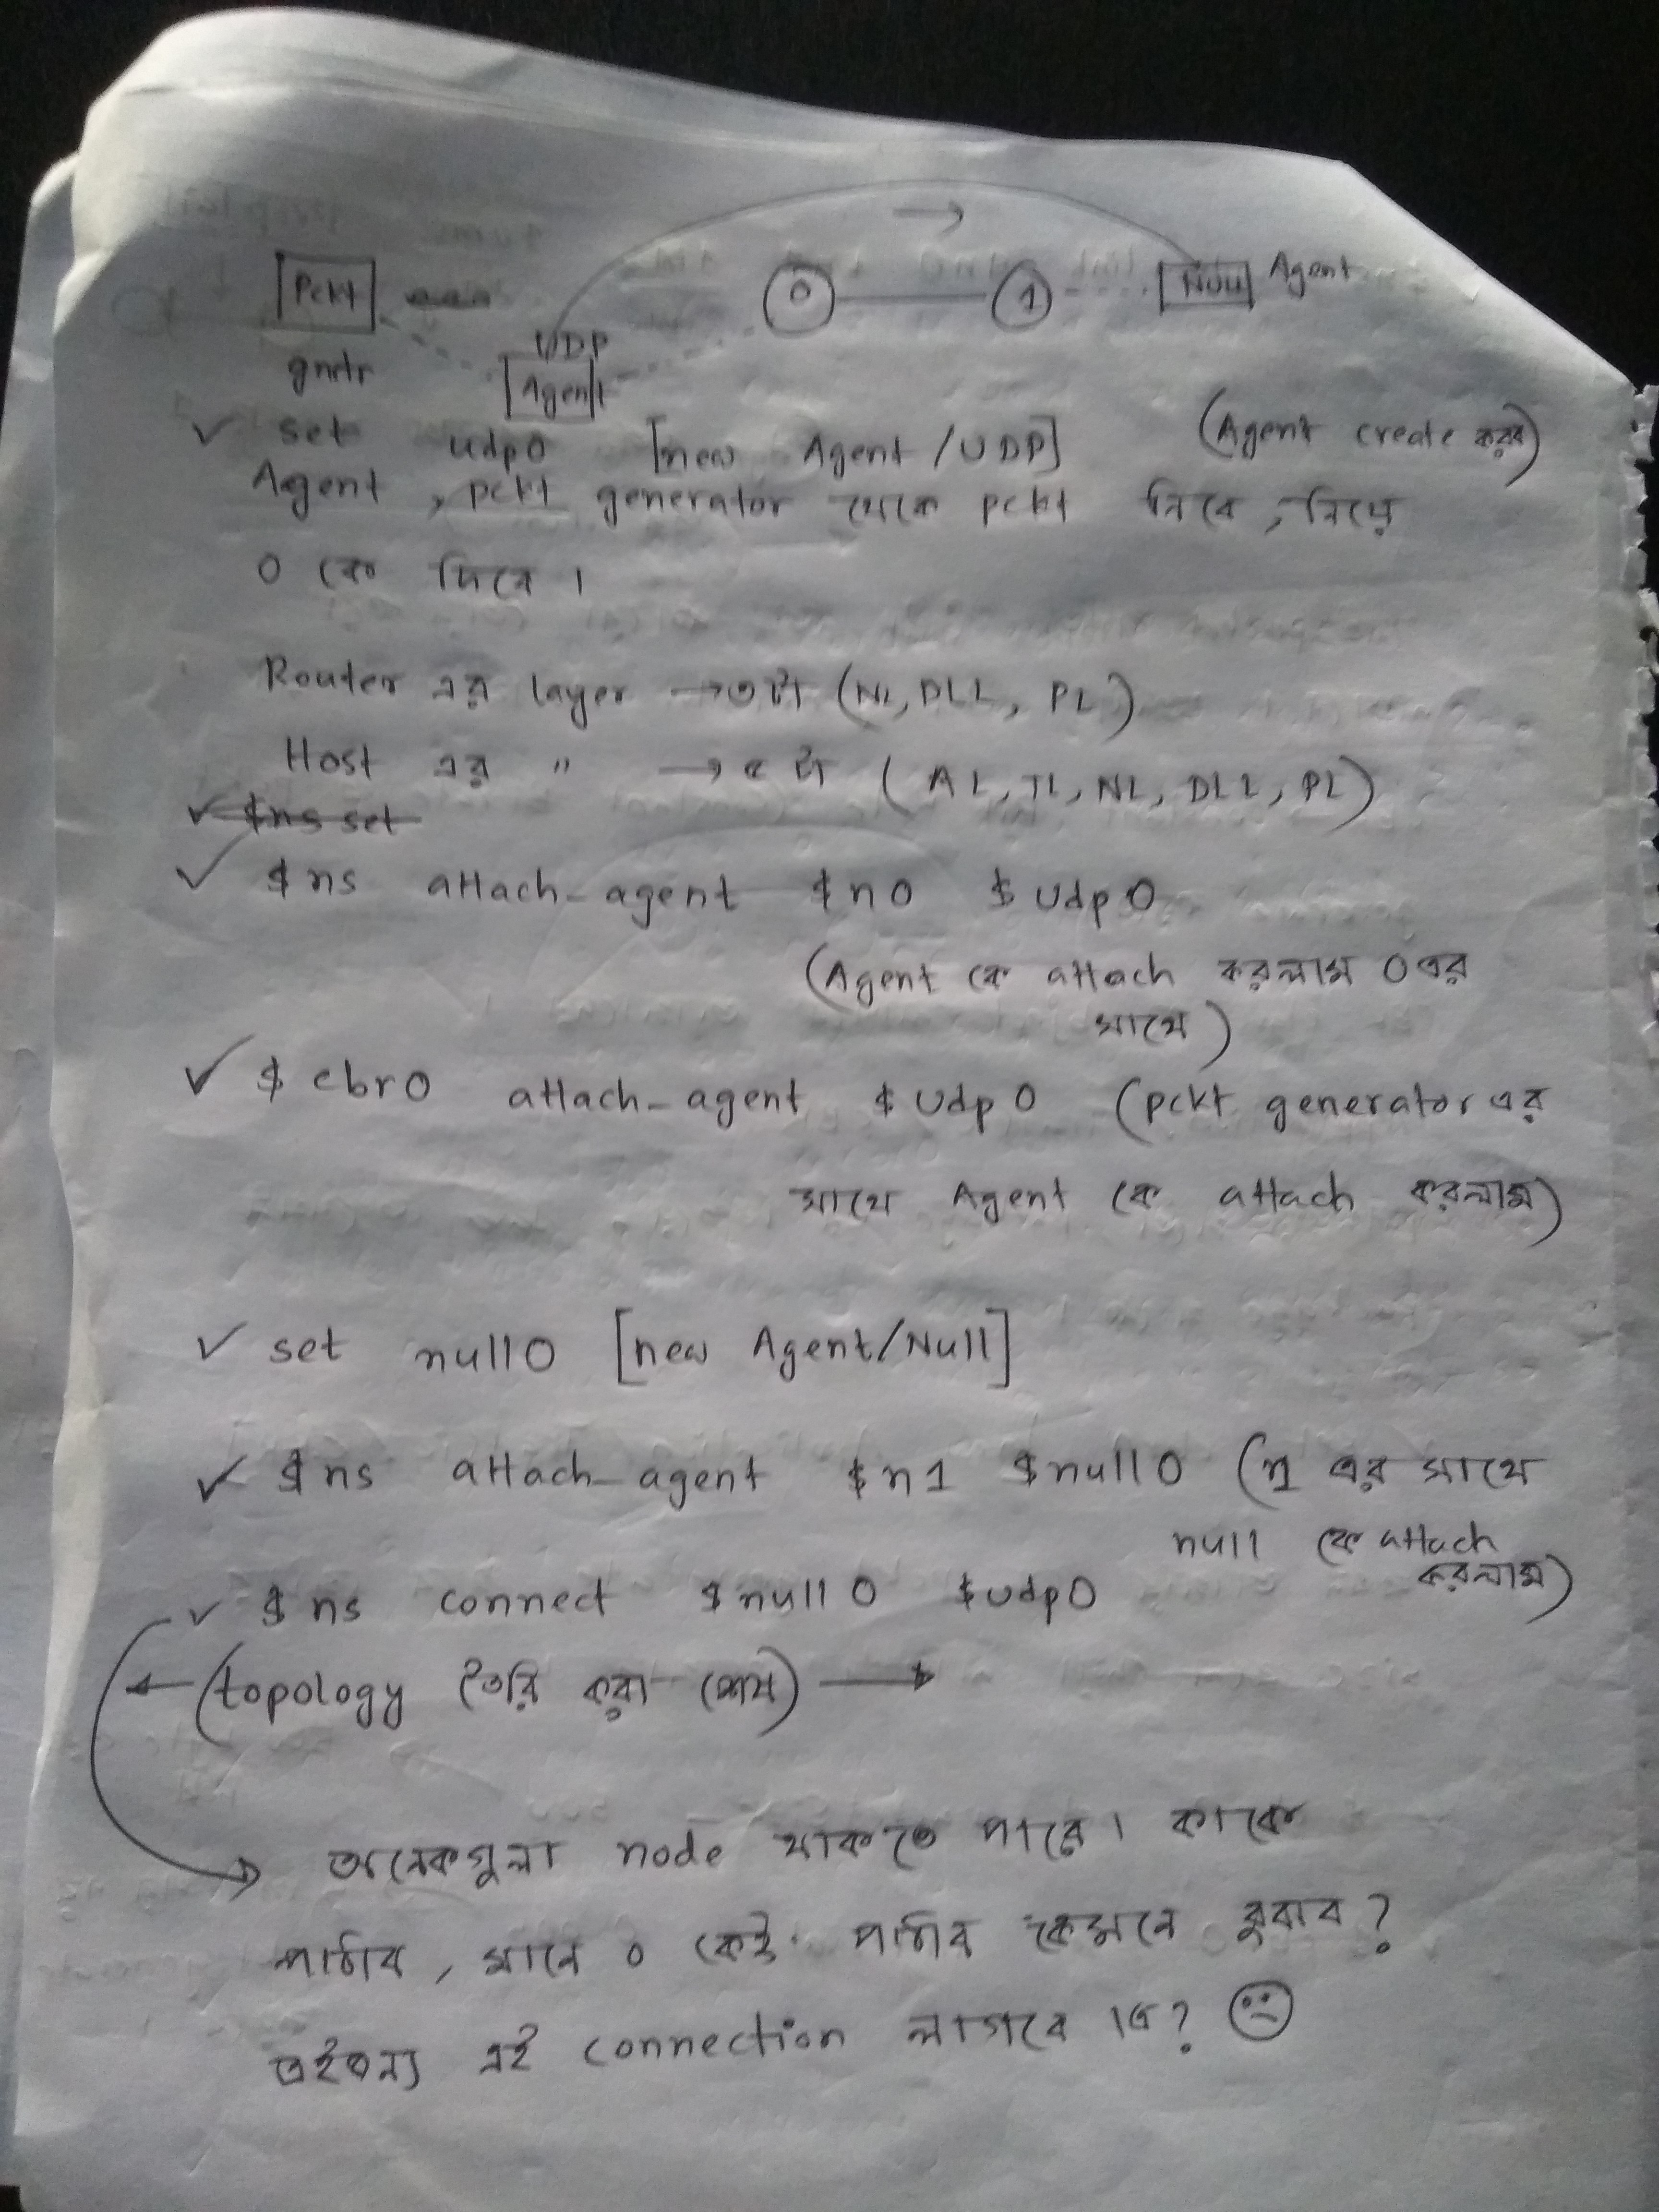 →
Pckt 0 1 Null Agent
UDP
gnrtr Agent
✓ set udp0 [new Agent/UDP] (Agent create করব)
Agent, pckt generator থেকে pckt নিবে, নিয়ে
0 কে দিবে।
Router এর layer → ৩ টা (NL, DLL, PL)
Host এর " → ৫ টা (AL, TL, NL, DLL, PL)
✓ $ns set
✓ $ns attach-agent $n0 $udp0
(Agent কে attach করলাম 0 এর
সাথে)
✓ $cbr0 attach-agent $udp0 (pckt generator এর
সাথে Agent কে attach করলাম)
✓ set null0 [new Agent/Null]
✓ $ns attach-agent $n1 $null0 (n1 এর সাথে
null কে attach
করলাম)
✓ $ns connect $null0 $udp0
← (topology তৈরি করা শেষ) →
→ অনেকগুলা node থাকতে পারে। কাকে
পাঠাব, মানে 0 কেই পাঠাব কেমনে বুঝব?
এইজন্য এই connection লাগবে তো? ☹